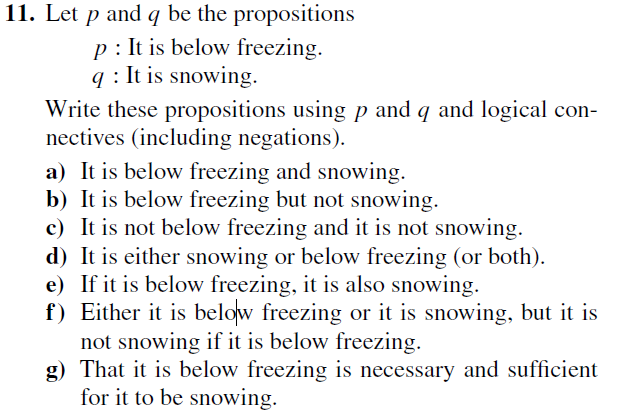 11. Let p and q be the propositions
p : It is below freezing.
q : It is snowing.
Write these propositions using p and q and logical con-
nectives (including negations).
a) It is below freezing and snowing.
b) It is below freezing but not snowing.
c) It is not below freezing and it is not snowing.
d) It is either snowing or below freezing (or both).
e) If it is below freezing, it is also snowing.
f) Either it is below freezing or it is snowing, but it is
not snowing if it is below freezing.
g) That it is below freezing is necessary and sufficient
for it to be snowing.